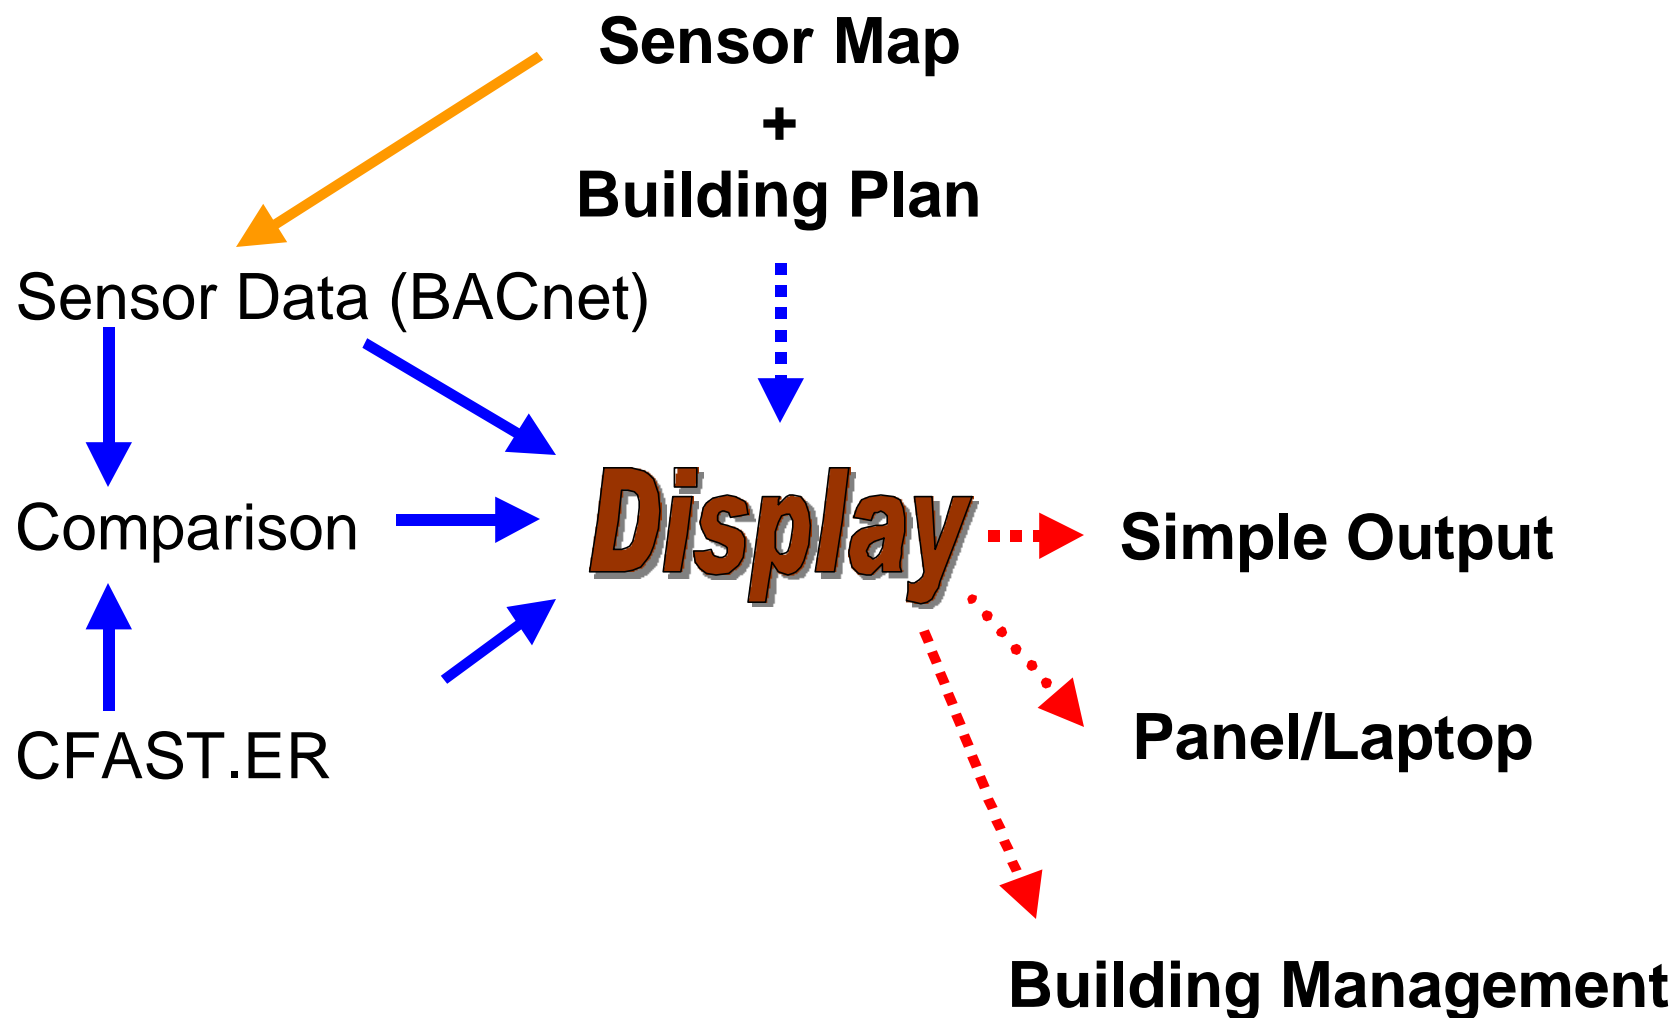 Sensor Map
+
Building Plan
Sensor Data (BACnet)
Comparison
Display
Simple Output
CFAST.ER
Panel/Laptop
Building Management